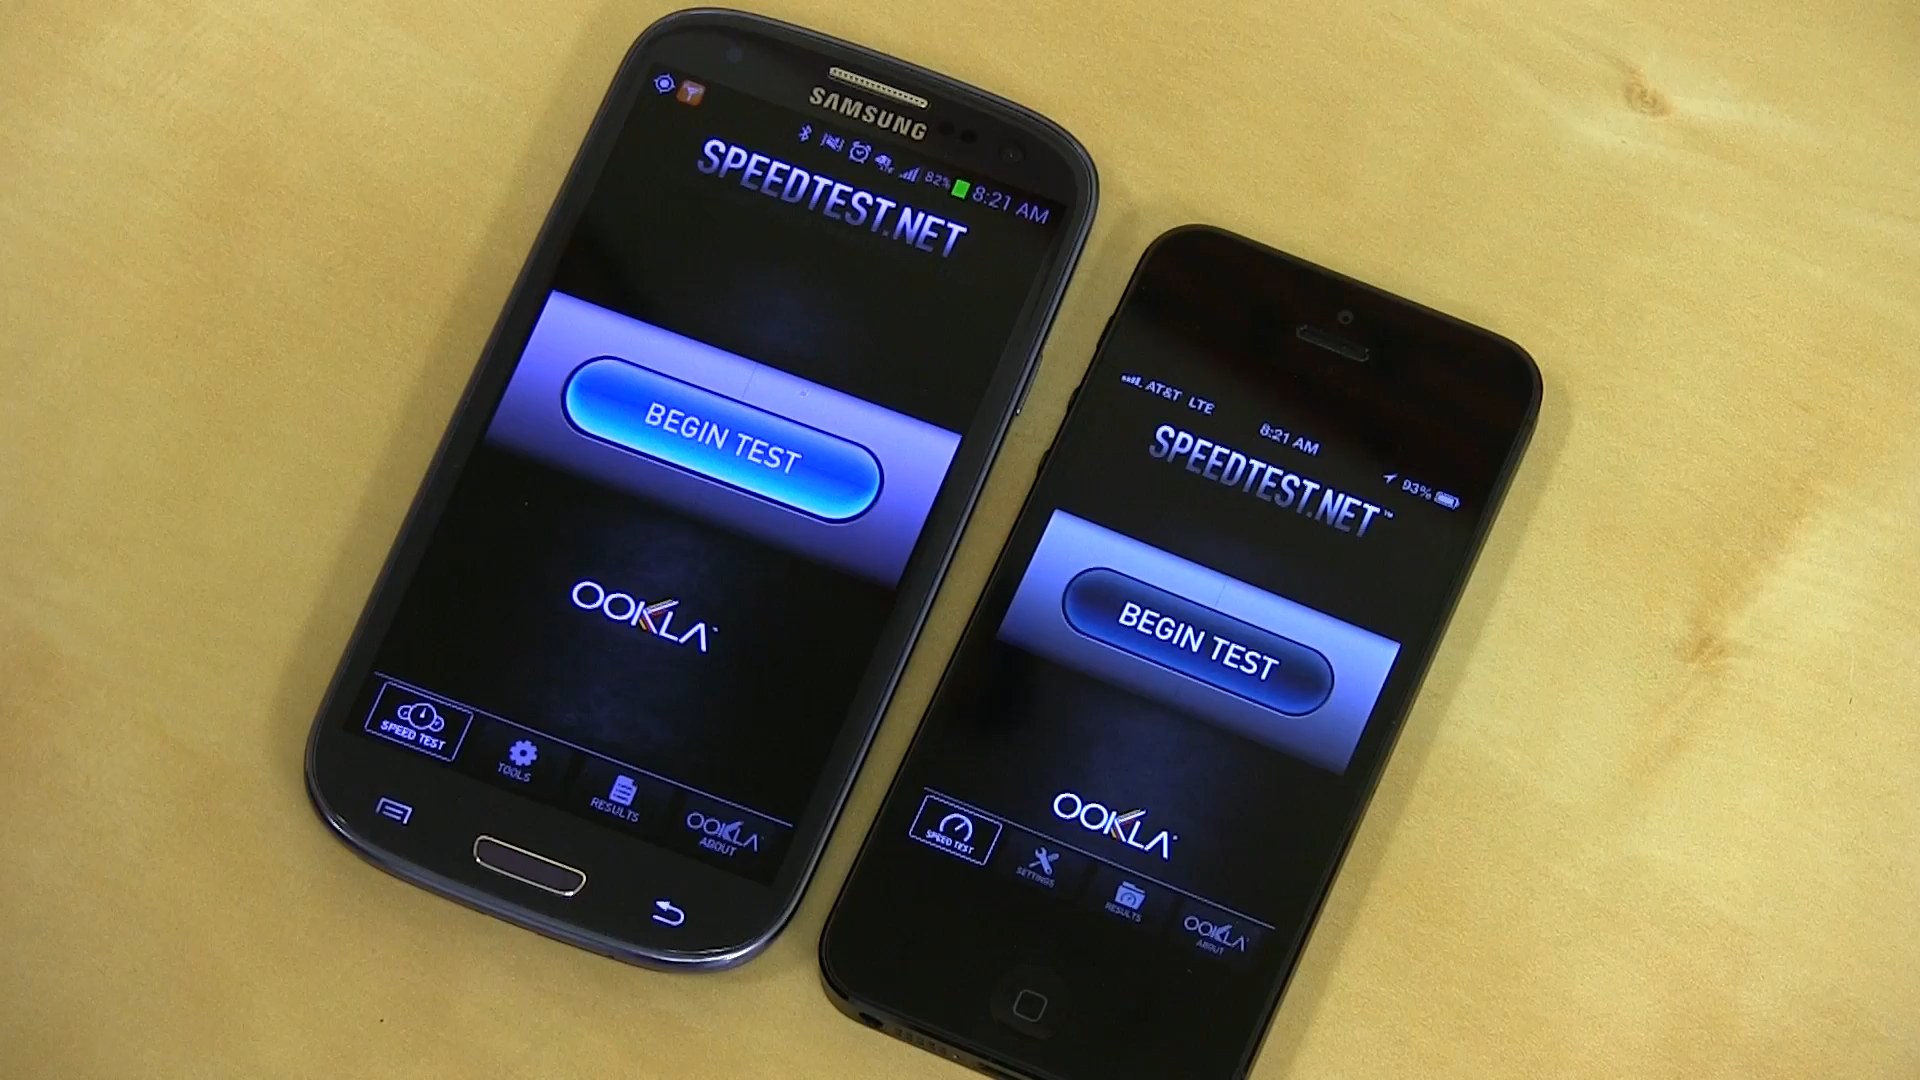 SAMSUNG
82% 8:21 AM
SPEEDTEST.NET
BEGIN TEST
OOKLA
SPEED TEST
TOOLS
RESULTS
OOKLA
ABOUT
AT&T LTE
8:21 AM
93%
SPEEDTEST.NET™
BEGIN TEST
OOKLA
SPEED TEST
SETTINGS
RESULTS
OOKLA
ABOUT